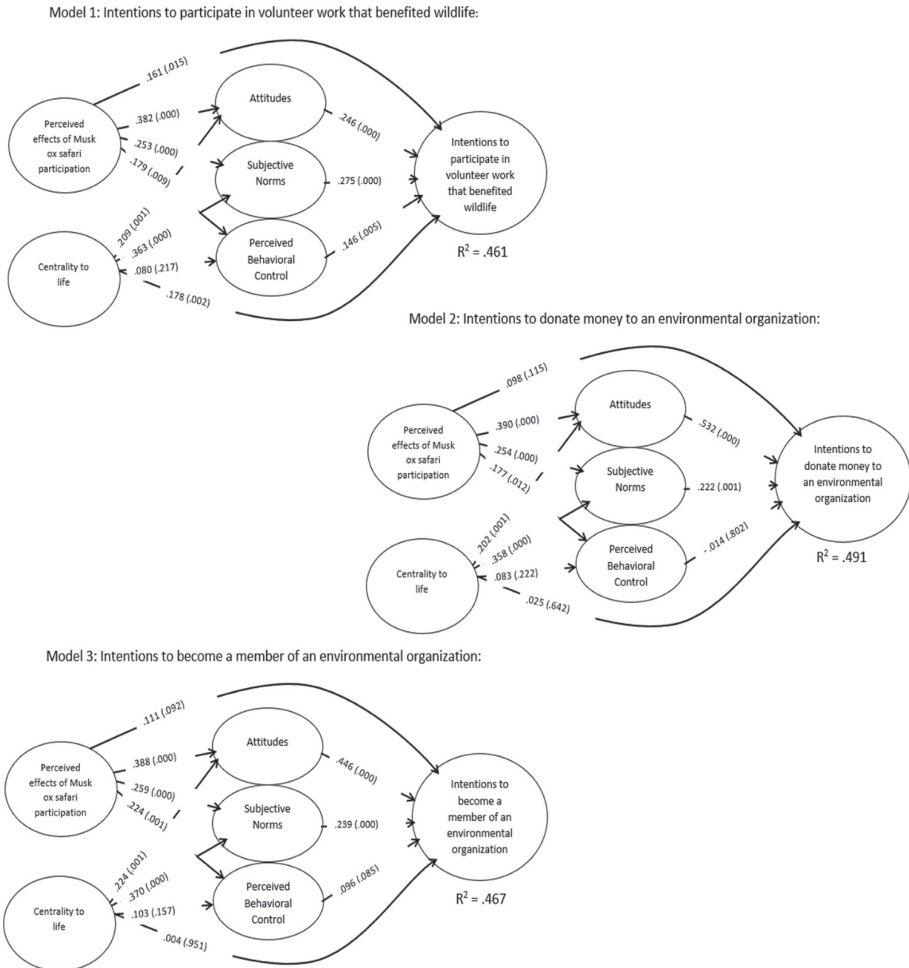 Model 1: Intentions to participate in volunteer work that benefited wildlife:
.161 (.015)
Perceived
effects of Musk
ox safari
participation
.382 (.000)
.253 (.000)
.179 (.009)
Attitudes
.246 (.000)
Subjective
Norms
.275 (.000)
Intentions to
participate in
volunteer work
that benefited
wildlife
Centrality to
life
.209 (.001)
.363 (.000)
.080 (.217)
.178 (.002)
Perceived
Behavioral
Control
.146 (.005)
R² = .461
Model 2: Intentions to donate money to an environmental organization:
.098 (.115)
Perceived
effects of Musk
ox safari
participation
.390 (.000)
.254 (.000)
.177 (.012)
Attitudes
.532 (.000)
Subjective
Norms
.222 (.001)
Intentions to
donate money to
an environmental
organization
Centrality to
life
.202 (.001)
.358 (.000)
.083 (.222)
.025 (.642)
Perceived
Behavioral
Control
-.014 (.802)
R² = .491
Model 3: Intentions to become a member of an environmental organization:
.111 (.092)
Perceived
effects of Musk
ox safari
participation
.388 (.000)
.259 (.000)
.224 (.001)
Attitudes
.446 (.000)
Subjective
Norms
.239 (.000)
Intentions to
become a
member of an
environmental
organization
Centrality to
life
.224 (.001)
.370 (.000)
.103 (.157)
.004 (.951)
Perceived
Behavioral
Control
.096 (.085)
R² = .467